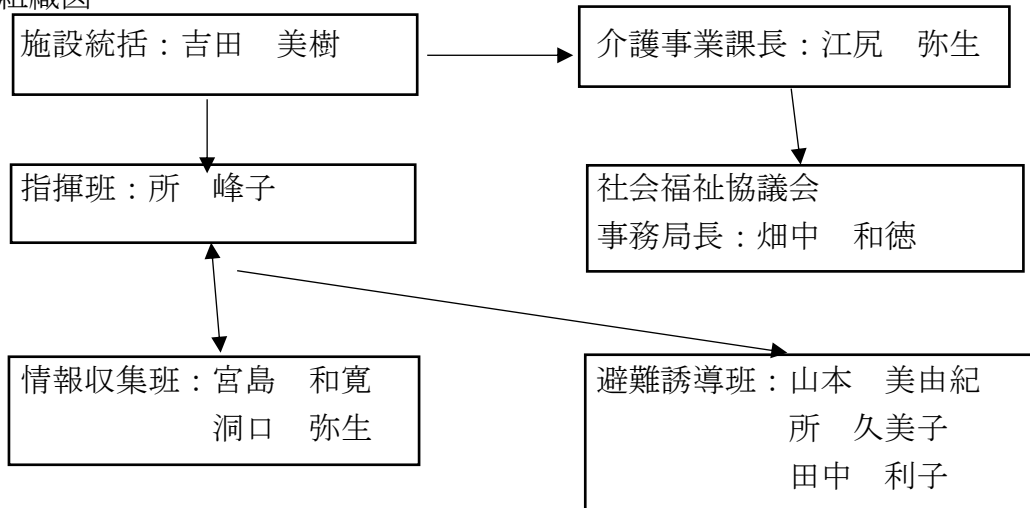 組織図
施設統括：吉田　美樹
介護事業課長：江尻　弥生
指揮班：所　峰子
社会福祉協議会
事務局長：畑中　和徳
情報収集班：宮島　和寛
洞口　弥生
避難誘導班：山本　美由紀
所　久美子
田中　利子